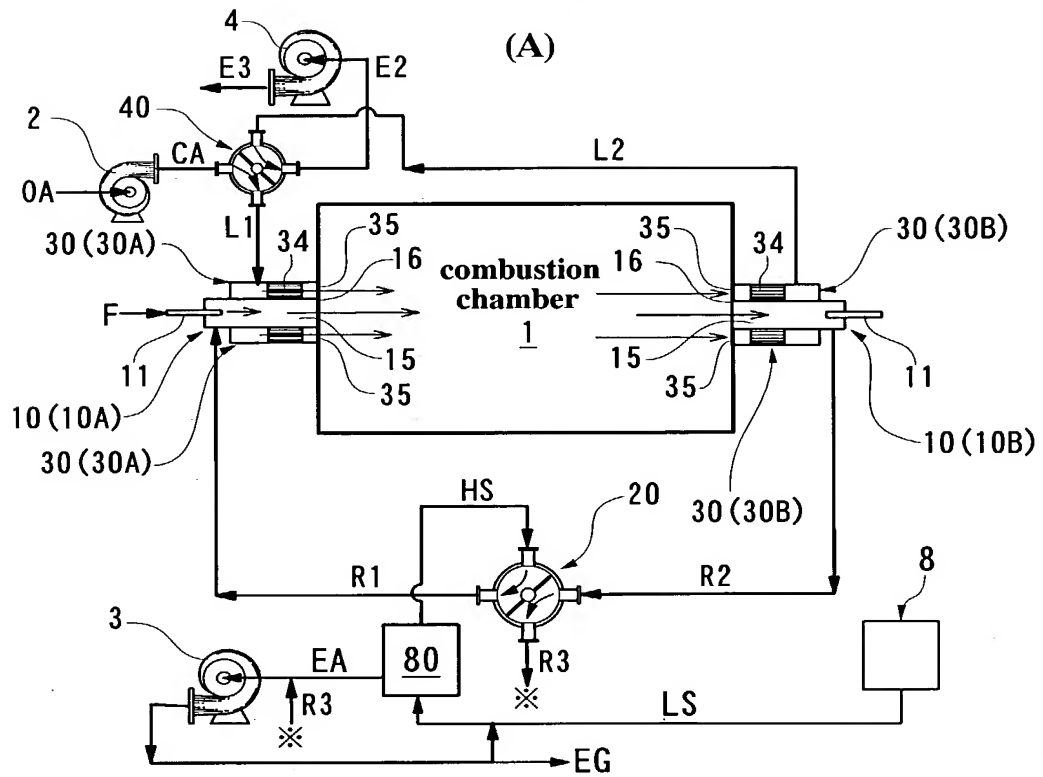 4
(A)
E3
E2
40
2
CA
L2
OA
L1
30 (30A)
34
35
16
combustion
chamber
1
35
16
34
30 (30B)
F
11
15
35
15
35
11
10 (10A)
30 (30A)
10 (10B)
30 (30B)
HS
20
R1
R2
8
3
EA
80
R3
R3
※
※
LS
EG